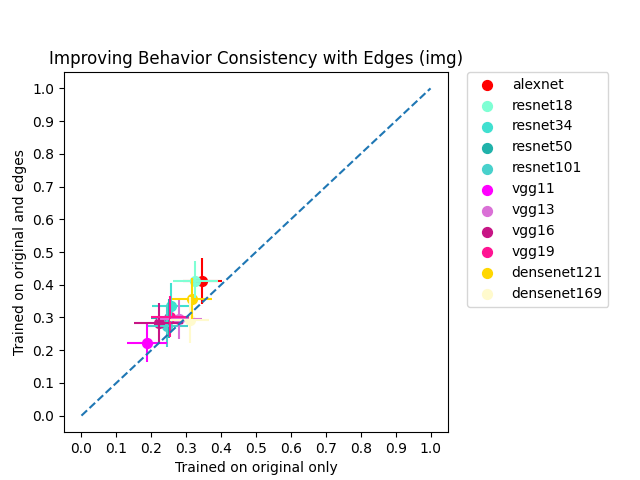 Improving Behavior Consistency with Edges (img)
Trained on original and edges
1.0
0.9
0.8
0.7
0.6
0.5
0.4
0.3
0.2
0.1
0.0
0.0 0.1 0.2 0.3 0.4 0.5 0.6 0.7 0.8 0.9 1.0
Trained on original only
alexnet
resnet18
resnet34
resnet50
resnet101
vgg11
vgg13
vgg16
vgg19
densenet121
densenet169